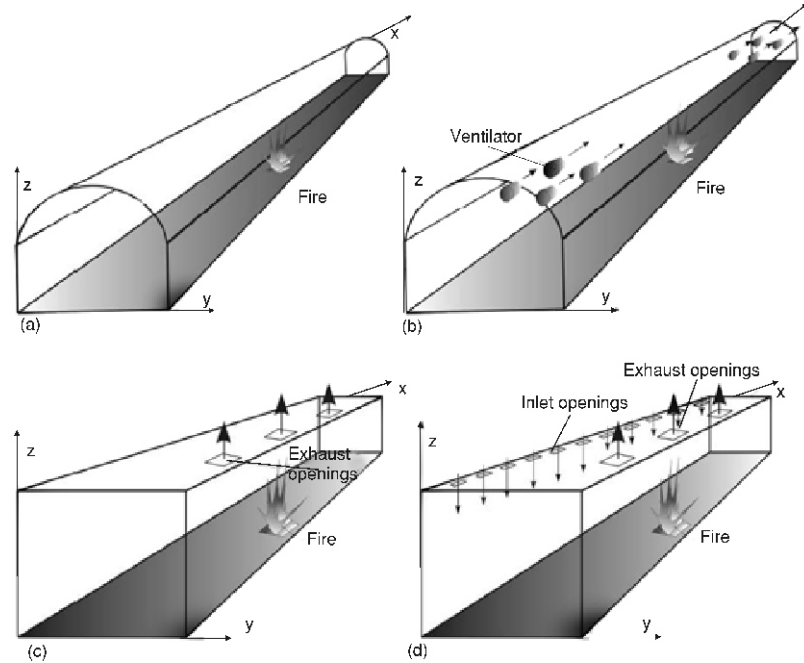 x
z
Fire
y
(a)
Ventilator
z
Fire
y
(b)
x
z
Exhaust
openings
Fire
y
(c)
Exhaust openings
x
Inlet openings
z
Fire
y
(d)